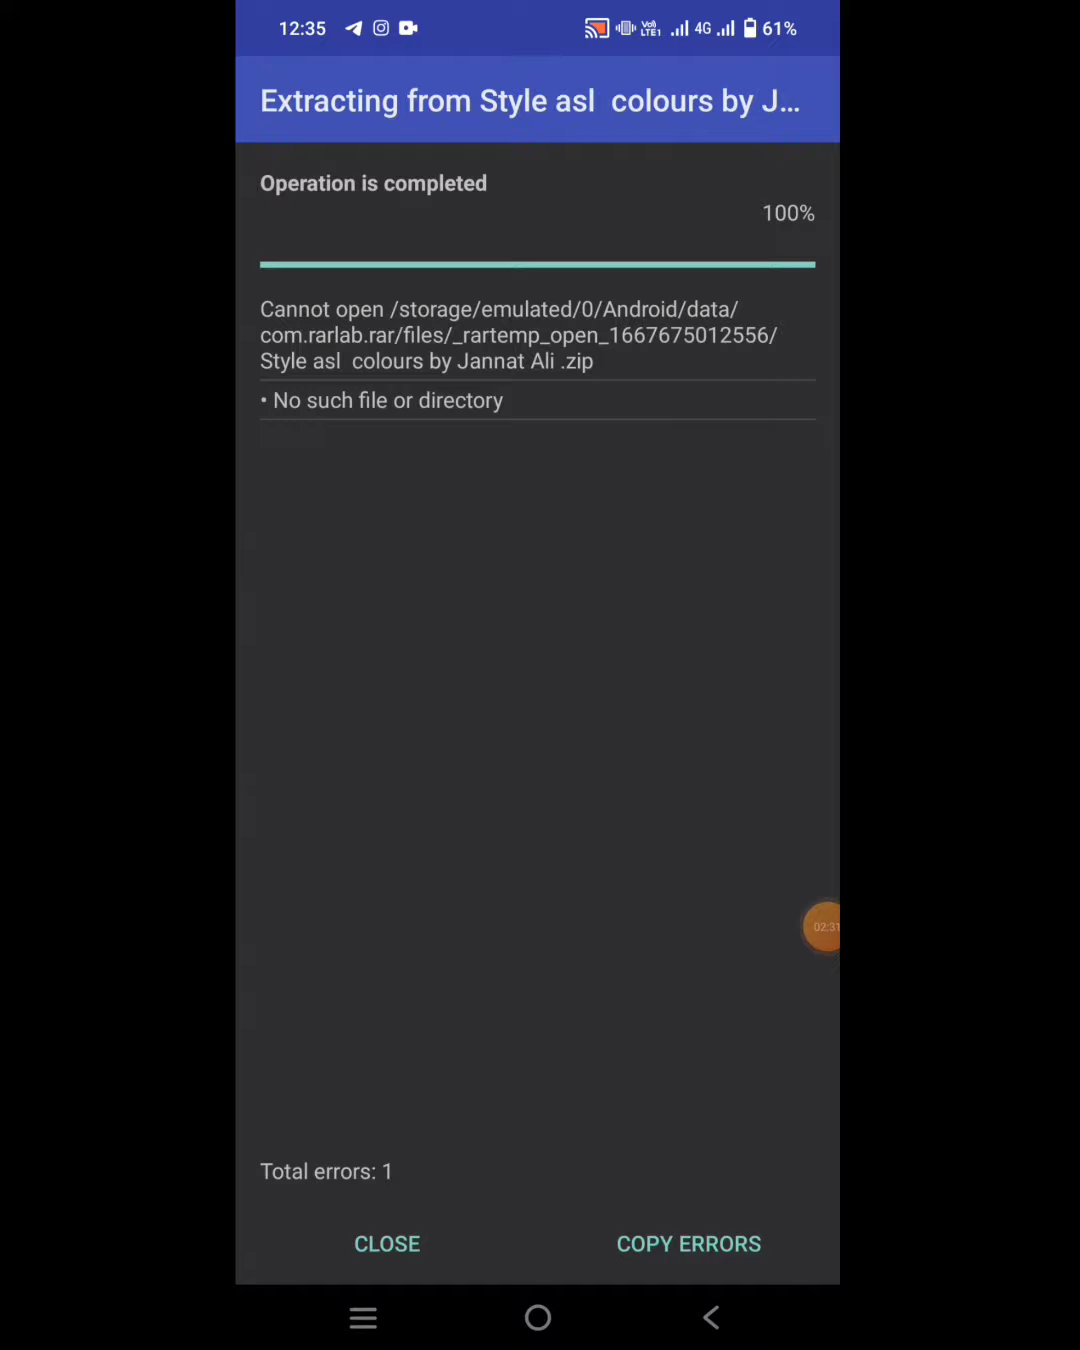 12:35 4G 61%
Extracting from Style asl  colours by J...
Operation is completed
100%
Cannot open /storage/emulated/0/Android/data/
com.rarlab.rar/files/_rartemp_open_1667675012556/
Style asl  colours by Jannat Ali .zip
• No such file or directory
02:31
Total errors: 1
CLOSE COPY ERRORS